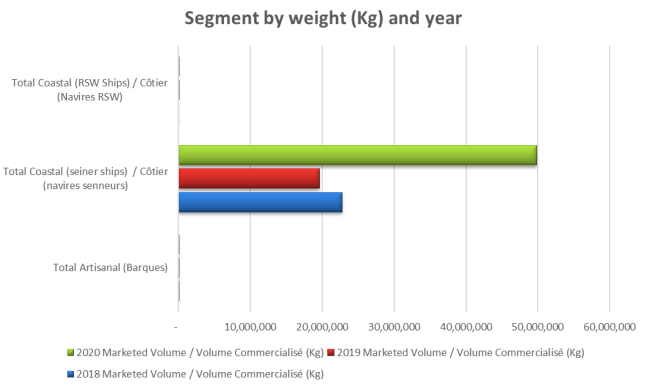 Segment by weight (Kg) and year
Total Coastal (RSW Ships) / Côtier
(Navires RSW)
Total Coastal (seiner ships) / Côtier
(navires senneurs)
Total Artisanal (Barques)
- 10,000,000 20,000,000 30,000,000 40,000,000 50,000,000 60,000,000
2020 Marketed Volume / Volume Commercialisé (Kg) 2019 Marketed Volume / Volume Commercialisé (Kg)
2018 Marketed Volume / Volume Commercialisé (Kg)